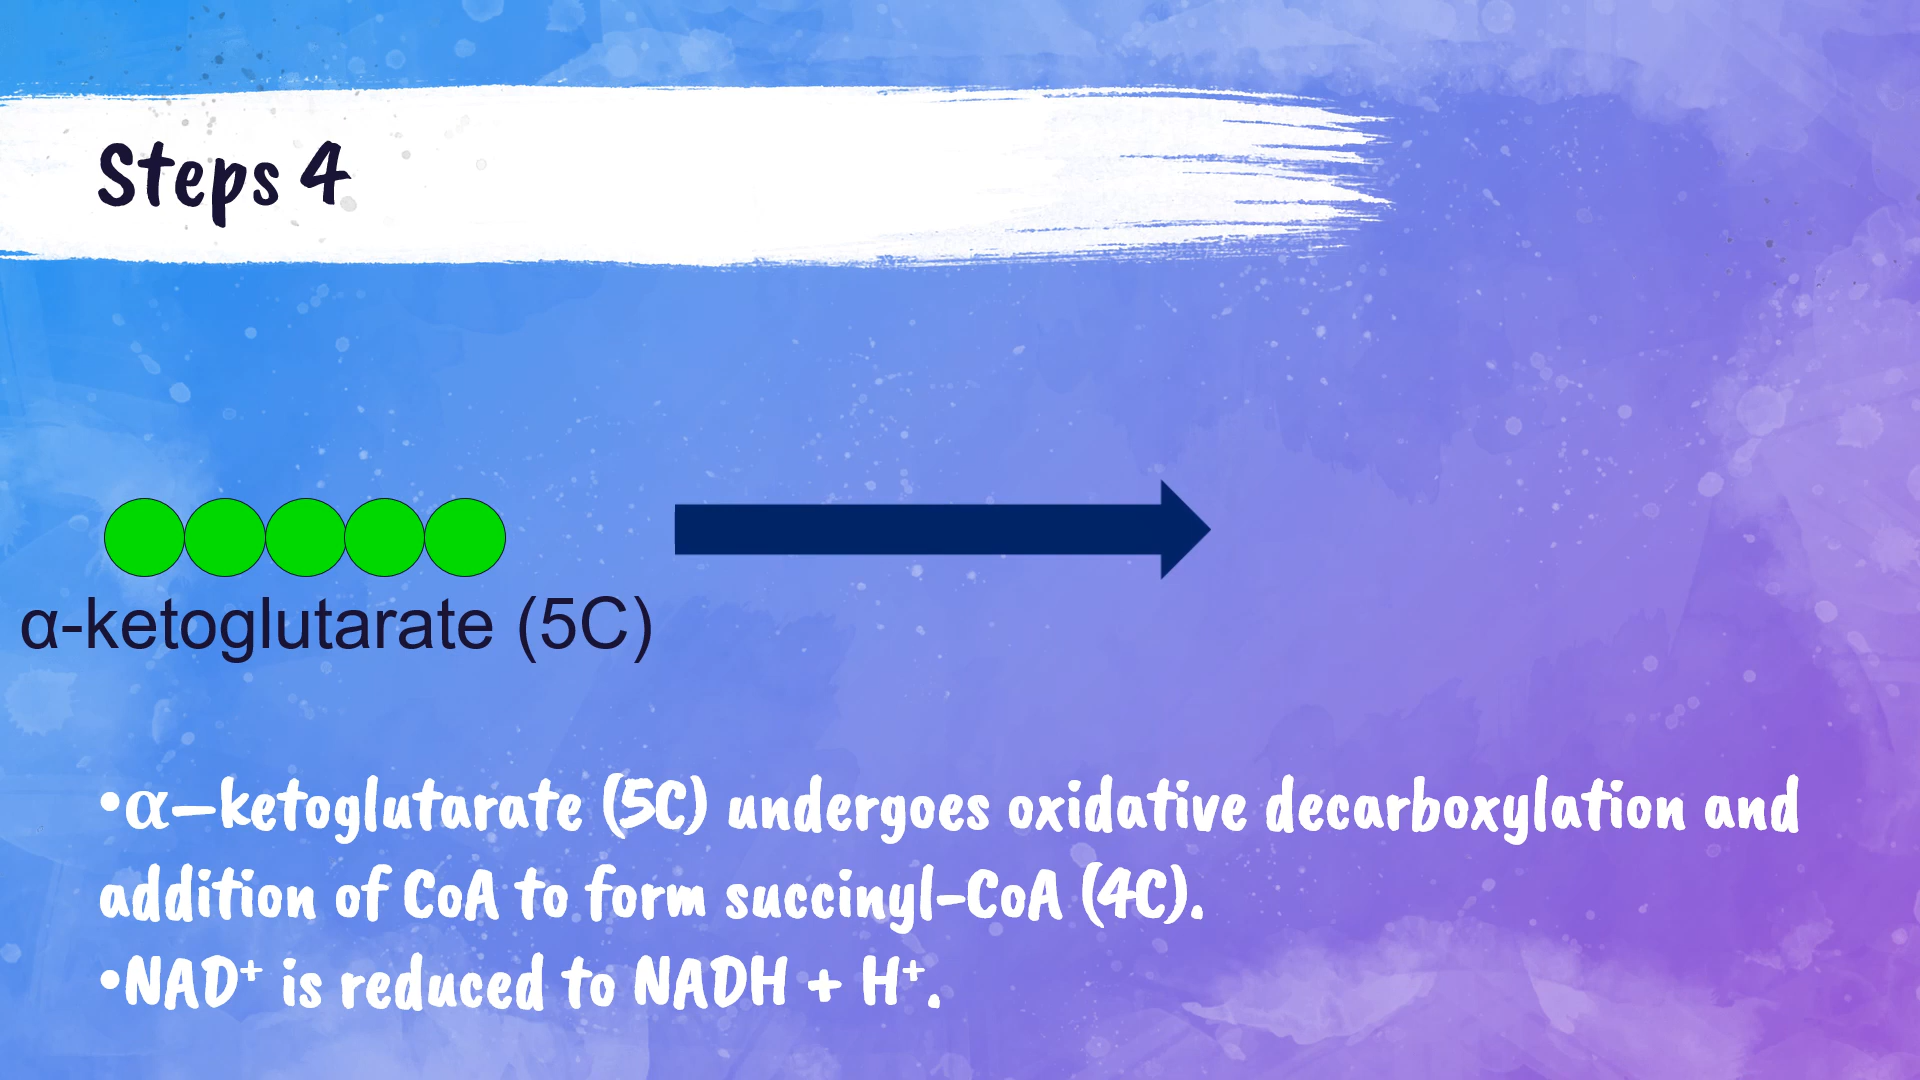 Steps 4
α-ketoglutarate (5C)
•α–ketoglutarate (5C) undergoes oxidative decarboxylation and
addition of CoA to form succinyl-CoA (4C).
•NAD⁺ is reduced to NADH + H⁺.